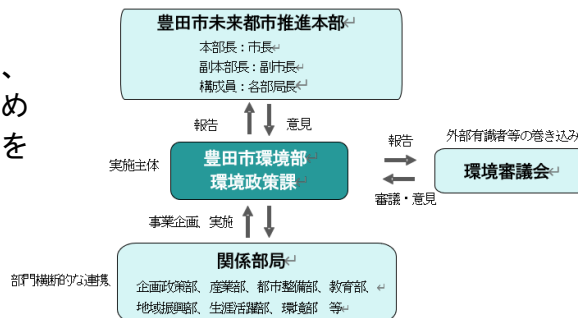 豊田市未来都市推進本部
本部長：市長
副本部長：副市長
構成員：各部局長
、
め
を
報告
意見
実施主体
豊田市環境部
環境政策課
報告
審議・意見
外部有識者等の巻き込み
環境審議会
事業企画、実施
部門横断的な連携
関係部局
企画政策部、産業部、都市整備部、教育部、
地域振興部、生涯活躍部、環境部　等